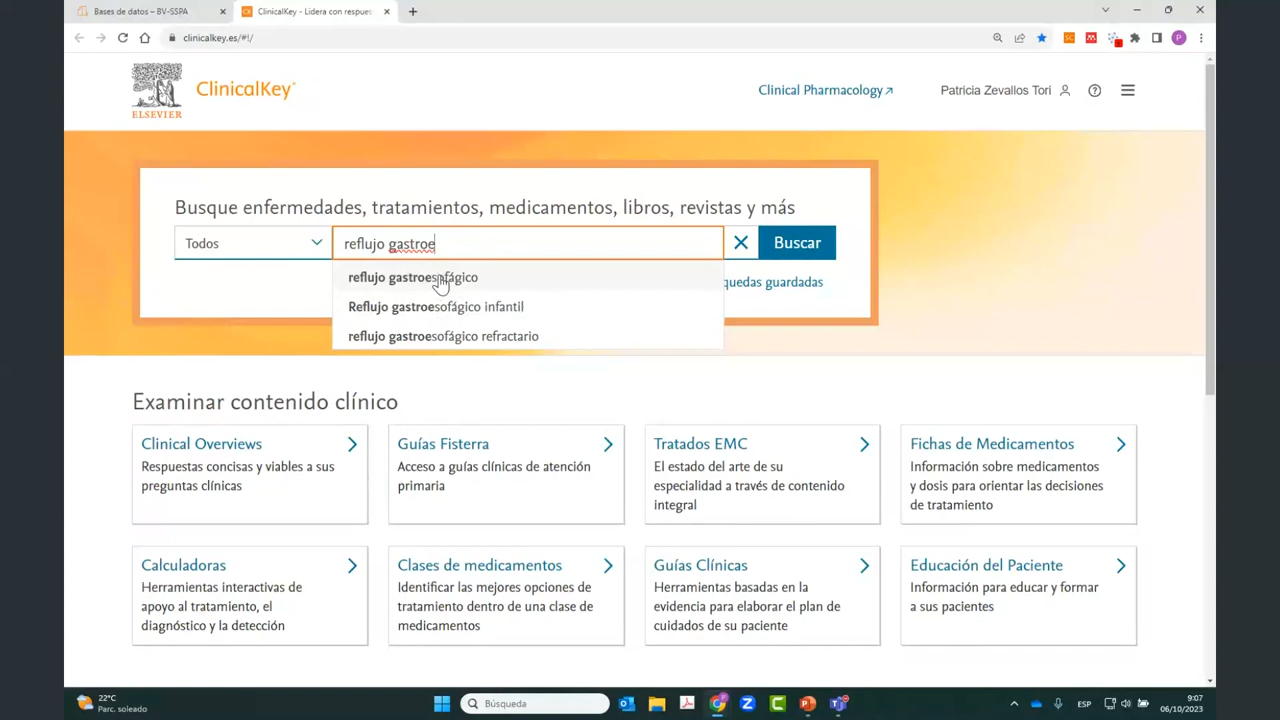 Bases de datos – BV-SSPA
ClinicalKey - Lidera con respues
clinicalkey.es/#!/
ELSEVIER
ClinicalKey
Clinical Pharmacology
Patricia Zevallos Tori
Busque enfermedades, tratamientos, medicamentos, libros, revistas y más
Todos
reflujo gastroe
Buscar
reflujo gastroesofágico
quedas guardadas
Reflujo gastroesofágico infantil
reflujo gastroesofágico refractario
Examinar contenido clínico
Clinical Overviews
Respuestas concisas y viables a sus
preguntas clínicas
Guías Fisterra
Acceso a guías clínicas de atención
primaria
Tratados EMC
El estado del arte de su
especialidad a través de contenido
integral
Fichas de Medicamentos
Información sobre medicamentos
y dosis para orientar las decisiones
de tratamiento
Calculadoras
Herramientas interactivas de
apoyo al tratamiento, el
diagnóstico y la detección
Clases de medicamentos
Identificar las mejores opciones de
tratamiento dentro de una clase de
medicamentos
Guías Clínicas
Herramientas basadas en la
evidencia para elaborar el plan de
cuidados de su paciente
Educación del Paciente
Información para educar y formar
a sus pacientes
22°C
Parc. soleado
Búsqueda
ESP
9:07
06/10/2023